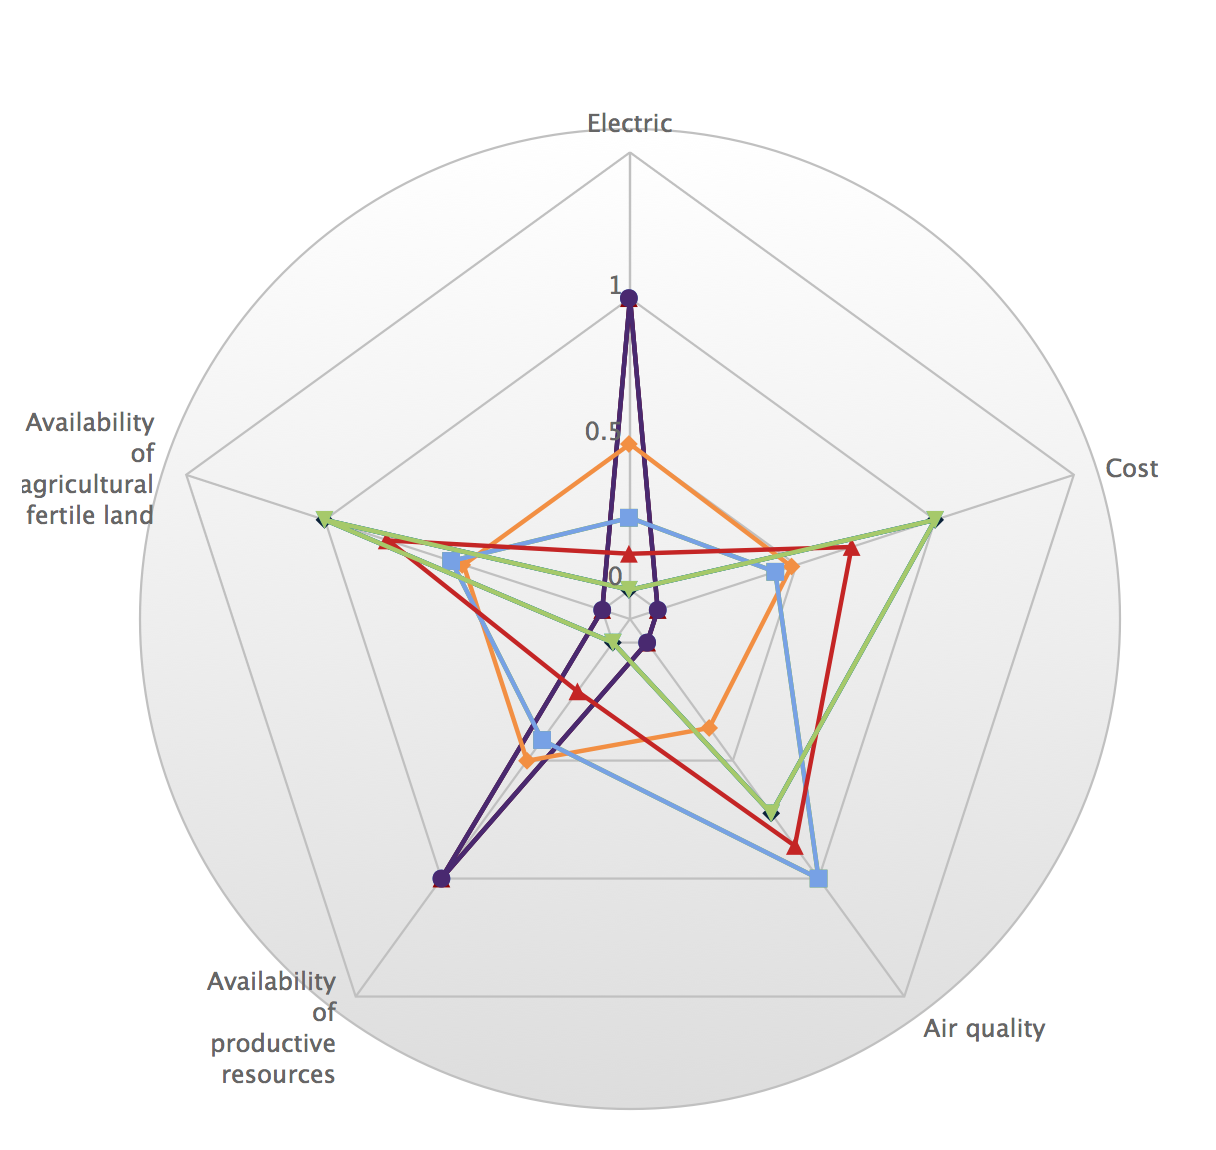 Electric
1
0.5
0
Availability
of
agricultural
fertile land
Cost
Availability
of
productive
resources
Air quality